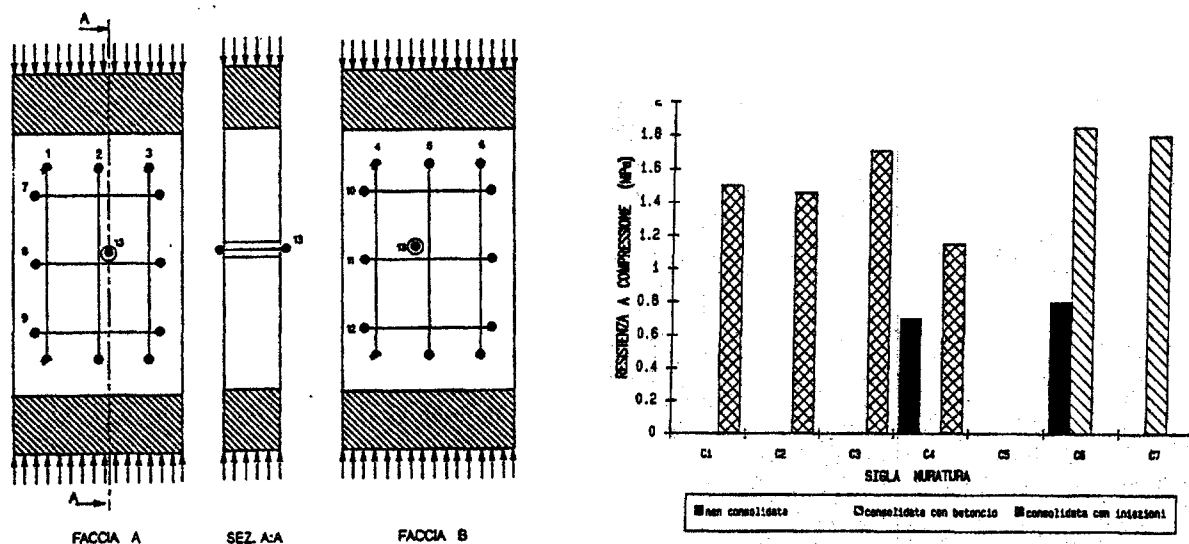 A
1 2 3
7
8
13
9
A
FACCIA A
13
SEZ. A:A
4 5 6
10
13
11
12
FACCIA B
RESISTENZA A COMPRESSIONE (MPa)
2
1.8
1.6
1.4
1.2
1
0.8
0.6
0.4
0.2
0
C1 C2 C3 C4 C5 C6 C7
SIGLA MURATURA
non consolidata consolidata con betoncio consolidata con iniezioni